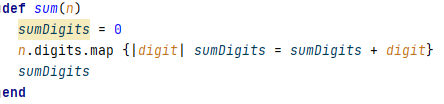 def sum(n)
  sumDigits = 0
  n.digits.map {|digit| sumDigits = sumDigits + digit}
  sumDigits
end